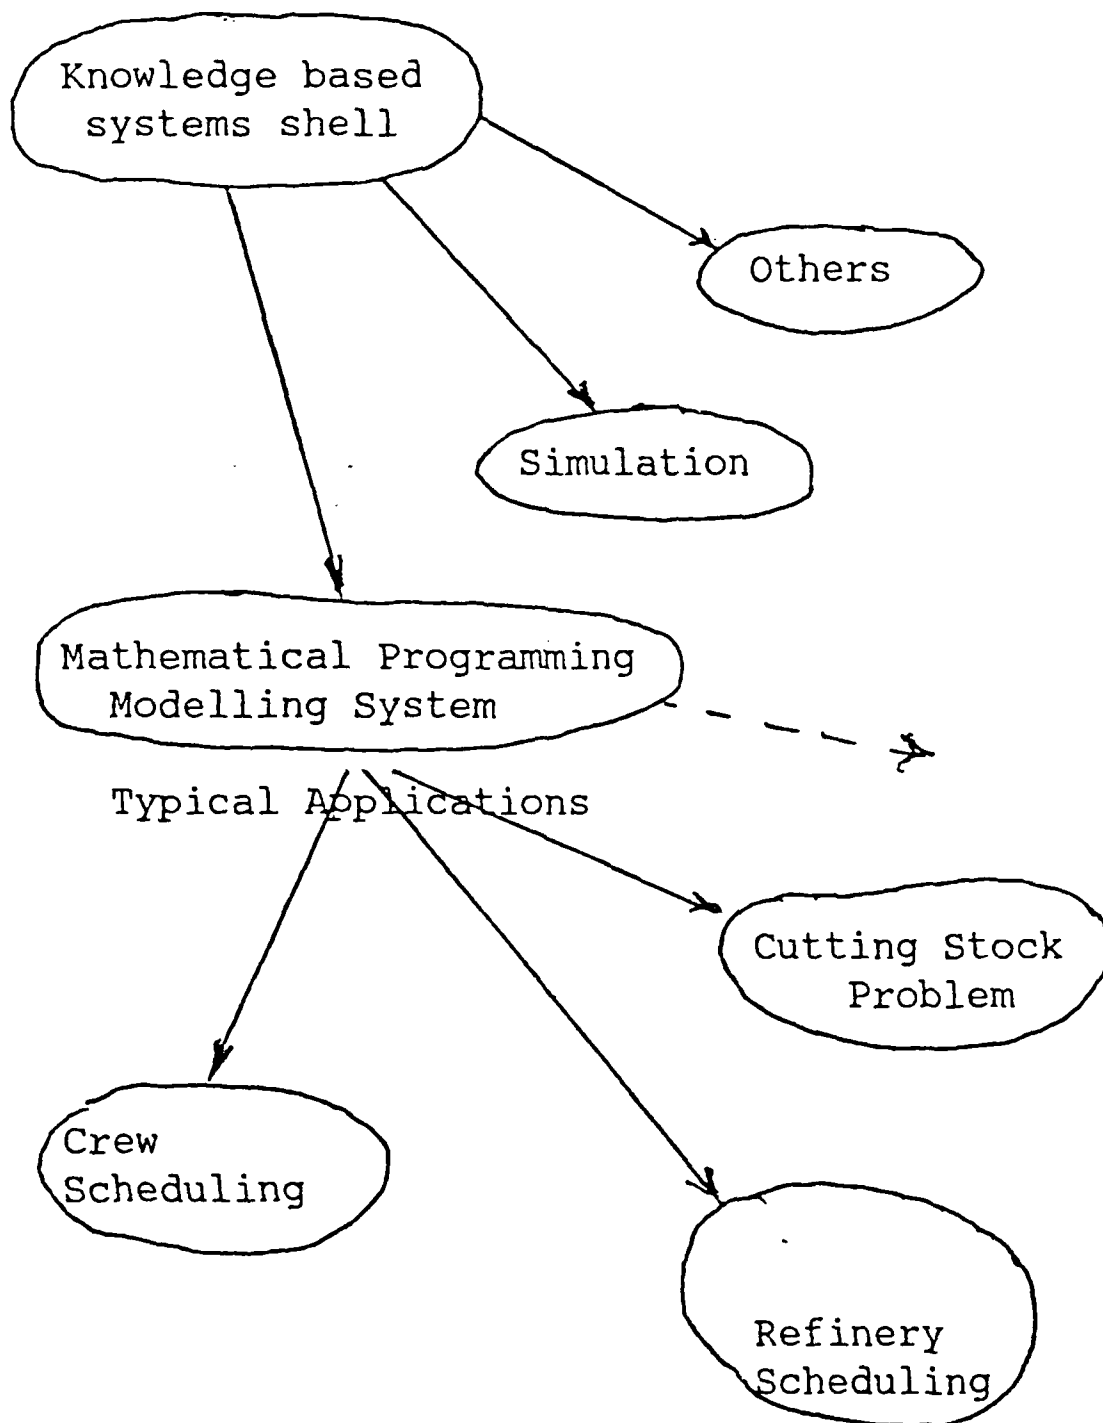 Knowledge based
systems shell
Others
Simulation
Mathematical Programming
Modelling System
Typical Applications
Cutting Stock
Problem
Crew
Scheduling
Refinery
Scheduling